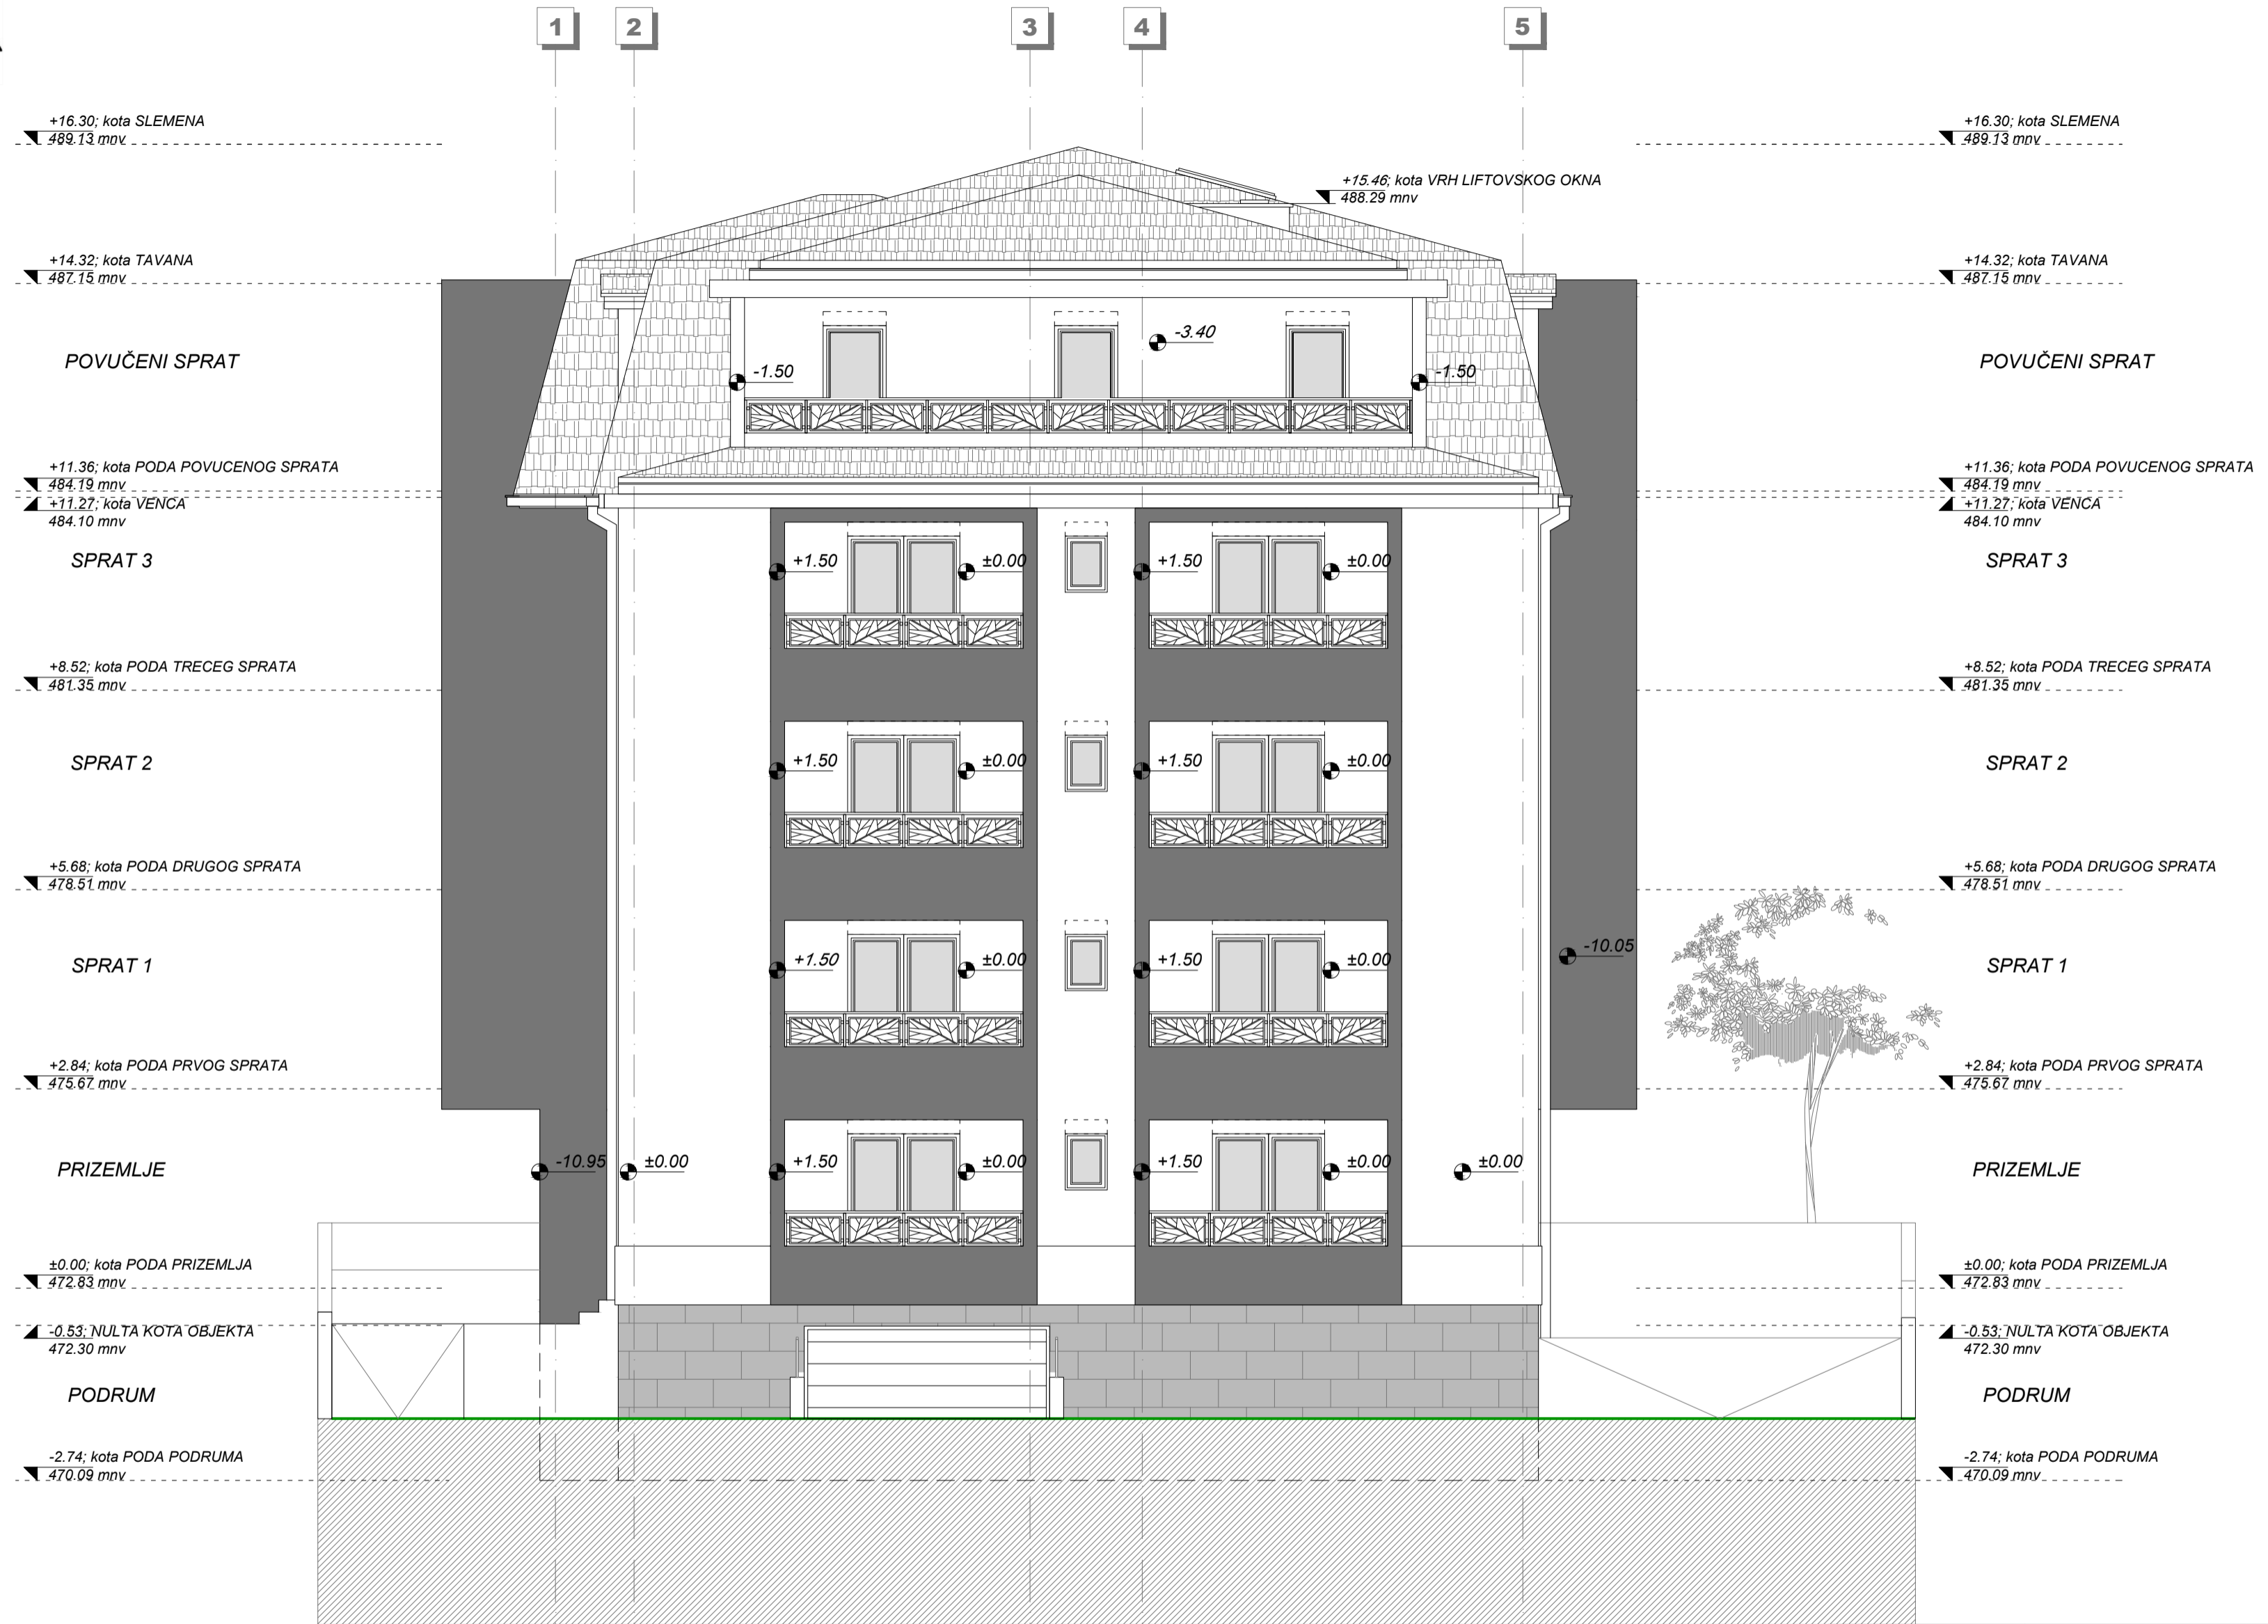 1 2 3 4 5
+16.30; kota SLEMENA
489.13 mnv
+16.30; kota SLEMENA
489.13 mnv
+15.46; kota VRH LIFTOVSKOG OKNA
488.29 mnv
+14.32; kota TAVANA
487.15 mnv
+14.32; kota TAVANA
487.15 mnv
-3.40
POVUČENI SPRAT
POVUČENI SPRAT
-1.50 -1.50
+11.36; kota PODA POVUCENOG SPRATA
484.19 mnv
+11.36; kota PODA POVUCENOG SPRATA
484.19 mnv
+11.27; kota VENCA
484.10 mnv
+11.27; kota VENCA
484.10 mnv
SPRAT 3
+1.50 ±0.00 +1.50 ±0.00
SPRAT 3
+8.52; kota PODA TRECEG SPRATA
481.35 mnv
+8.52; kota PODA TRECEG SPRATA
481.35 mnv
SPRAT 2
+1.50 ±0.00 +1.50 ±0.00
SPRAT 2
+5.68; kota PODA DRUGOG SPRATA
478.51 mnv
+5.68; kota PODA DRUGOG SPRATA
478.51 mnv
-10.05
SPRAT 1
+1.50 ±0.00 +1.50 ±0.00
SPRAT 1
+2.84; kota PODA PRVOG SPRATA
475.67 mnv
+2.84; kota PODA PRVOG SPRATA
475.67 mnv
PRIZEMLJE
-10.95 ±0.00 +1.50 ±0.00 +1.50 ±0.00 ±0.00
PRIZEMLJE
±0.00; kota PODA PRIZEMLJA
472.83 mnv
±0.00; kota PODA PRIZEMLJA
472.83 mnv
-0.53; NULTA KOTA OBJEKTA
472.30 mnv
-0.53; NULTA KOTA OBJEKTA
472.30 mnv
PODRUM
PODRUM
-2.74; kota PODA PODRUMA
470.09 mnv
-2.74; kota PODA PODRUMA
470.09 mnv